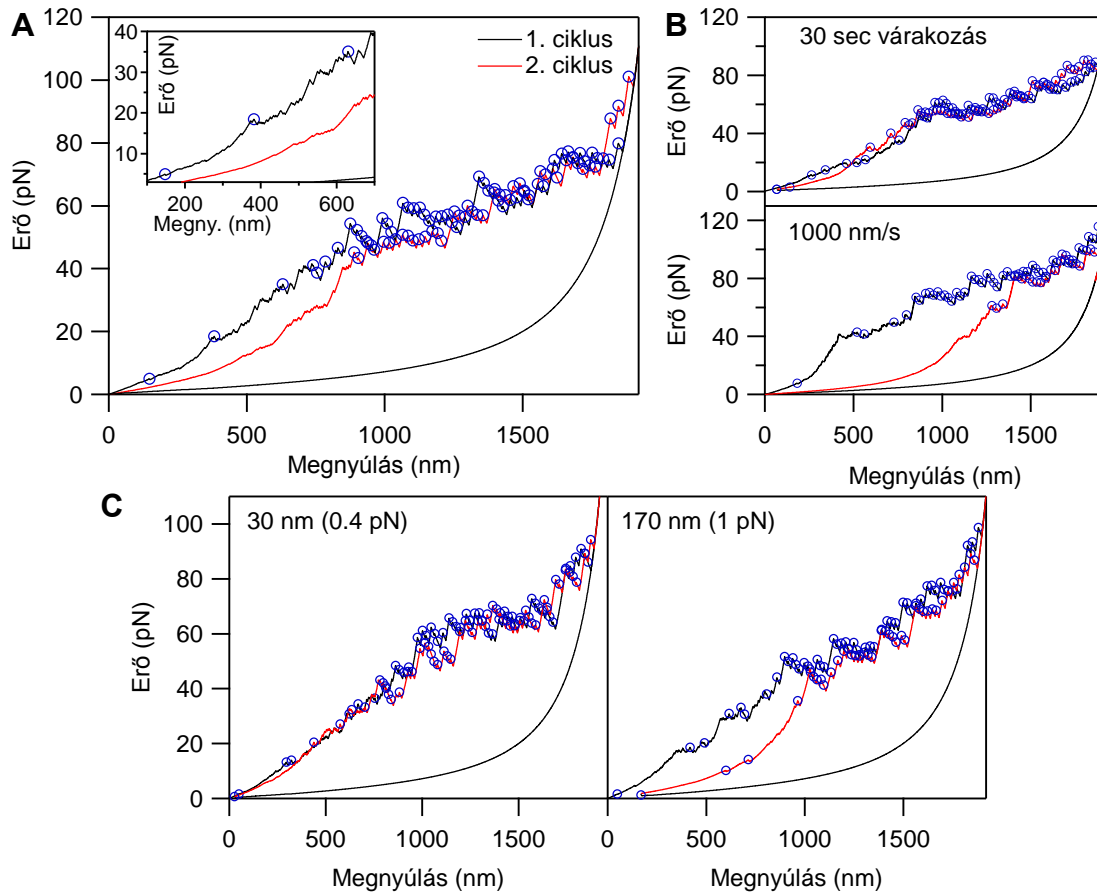 A
Erő (pN)
120
100
80
60
40
20
0
0
500
1000
1500
Megnyúlás (nm)
1. ciklus
2. ciklus
Erő (pN)
40
30
20
10
200
400
600
Megny. (nm)
B
30 sec várakozás
Erő (pN)
120
80
40
0
1000 nm/s
Erő (pN)
120
80
40
0
0
500
1000
1500
Megnyúlás (nm)
C
30 nm (0.4 pN)
Erő (pN)
100
80
60
40
20
0
0
500
1000
1500
Megnyúlás (nm)
170 nm (1 pN)
0
500
1000
1500
Megnyúlás (nm)